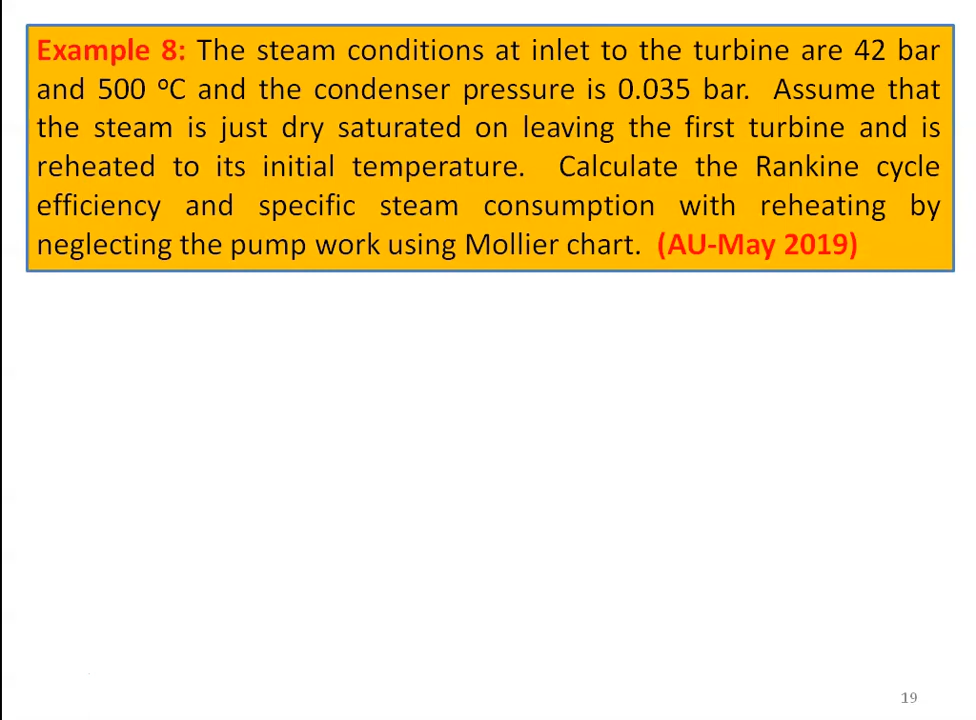 Example 8: The steam conditions at inlet to the turbine are 42 bar
and 500 ºC and the condenser pressure is 0.035 bar. Assume that
the steam is just dry saturated on leaving the first turbine and is
reheated to its initial temperature. Calculate the Rankine cycle
efficiency and specific steam consumption with reheating by
neglecting the pump work using Mollier chart. (AU-May 2019)
19